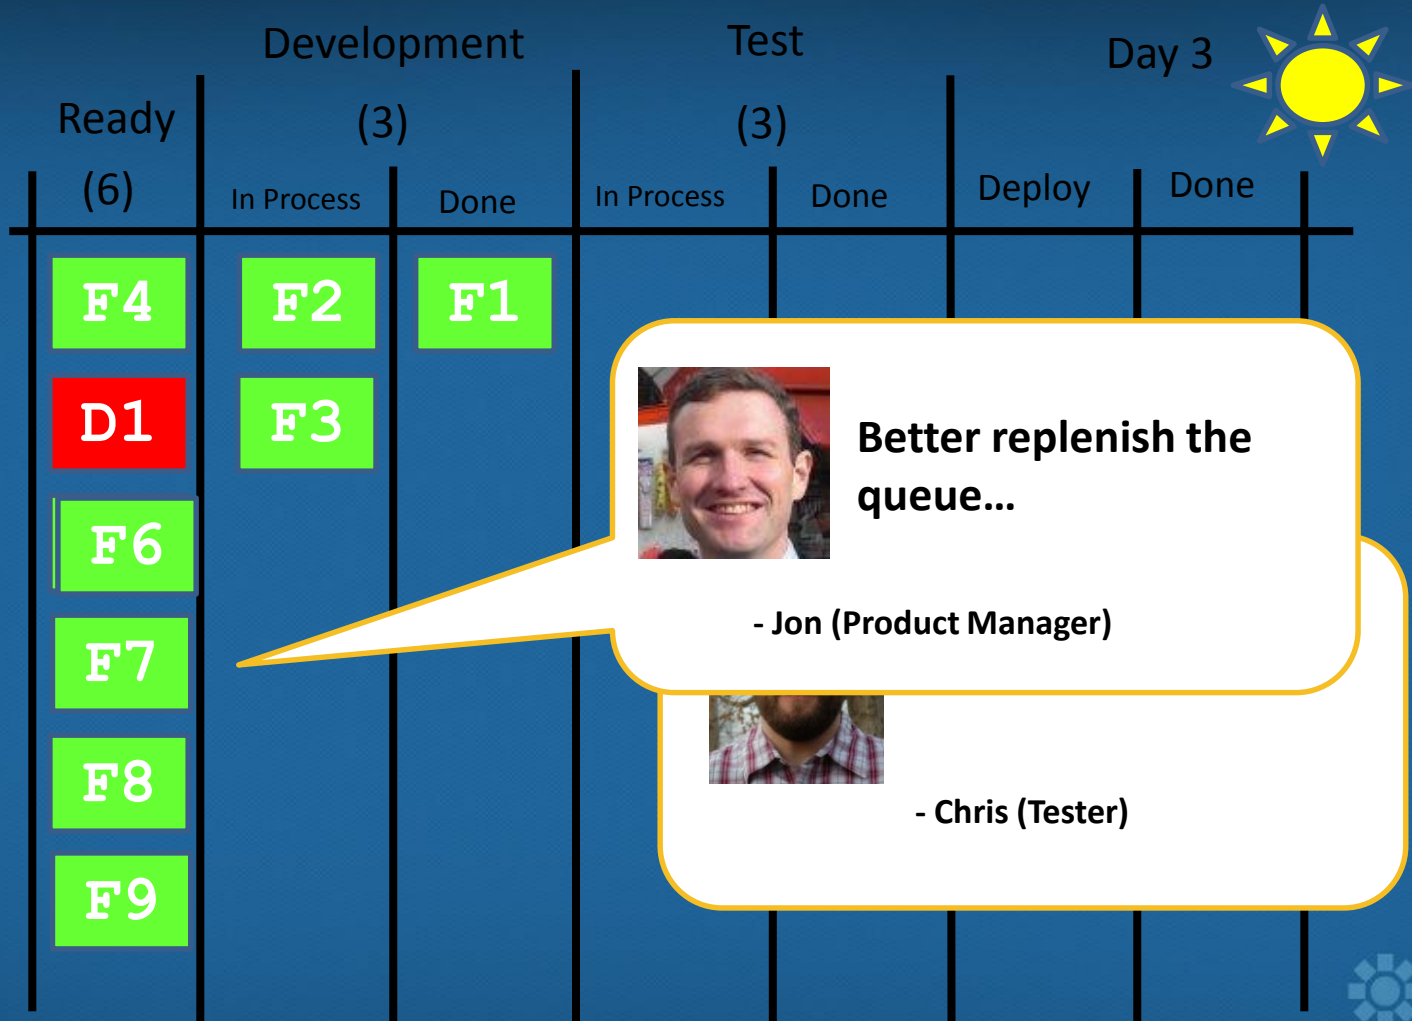 Development
Test
Day 3
Ready
(3)
(3)
(6)
In Process
Done
In Process
Done
Deploy
Done
F4
F2
F1
D1
F3
F6
F7
F8
F9
Better replenish the
queue...
- Jon (Product Manager)
- Chris (Tester)